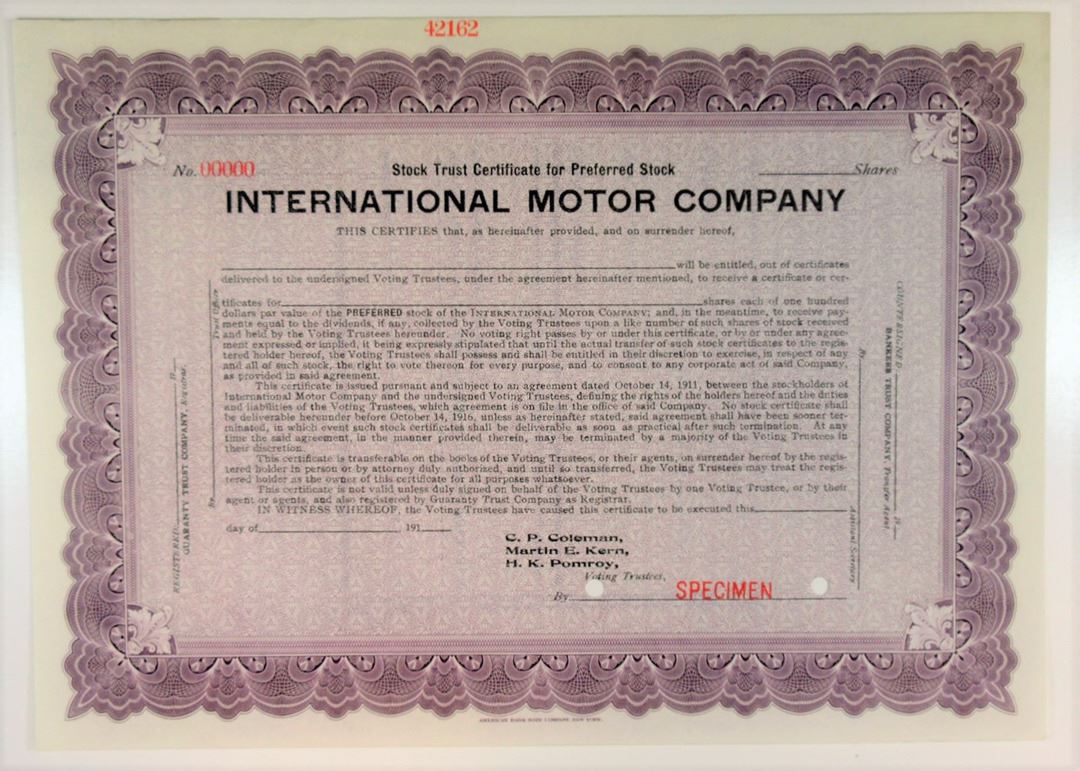 42162
No. 00000 Stock Trust Certificate for Preferred Stock Shares
INTERNATIONAL MOTOR COMPANY
THIS CERTIFIES that, as hereinafter provided, and on surrender hereof,
will be entitled, out of certificates
delivered to the undersigned Voting Trustees, under the agreement hereinafter mentioned, to receive a certificate or cer-
tificates for shares each of one hundred
dollars par value of the PREFERRED stock of the INTERNATIONAL MOTOR COMPANY; and, in the meantime, to receive pay-
ments equal to the dividends, if any, collected by the Voting Trustees upon a like number of such shares of stock received
and held by the Voting Trustees hereunder. No voting right passes by or under this certificate, or by or under any agree-
ment expressed or implied, it being expressly stipulated that until the actual transfer of such stock certificates to the regis-
tered holder hereof, the Voting Trustees shall possess and shall be entitled in their discretion to exercise, in respect of any
and all of such stock, the right to vote thereon for every purpose, and to consent to any corporate act of said Company,
as provided in said agreement.
This certificate is issued pursuant and subject to an agreement dated October 14, 1911, between the stockholders of
International Motor Company and the undersigned Voting Trustees, defining the rights of the holders hereof and the duties
and liabilities of the Voting Trustees, which agreement is on file in the office of said Company. No stock certificate shall
be deliverable hereunder before October 14, 1916, unless as hereinafter stated, said agreement shall have been sooner ter-
minated, in which event such stock certificates shall be deliverable as soon as practical after such termination. At any
time the said agreement, in the manner provided therein, may be terminated by a majority of the Voting Trustees in
their discretion.
This certificate is transferable on the books of the Voting Trustees, or their agents, on surrender hereof by the regis-
tered holder in person or by attorney duly authorized, and until so transferred, the Voting Trustees may treat the regis-
tered holder as the owner of this certificate for all purposes whatsoever.
This certificate is not valid unless duly signed on behalf of the Voting Trustees by one Voting Trustee, or by their
agent or agents, and also registered by Guaranty Trust Company as Registrar.
IN WITNESS WHEREOF, the Voting Trustees have caused this certificate to be executed this
day of 191
C. P. Coleman,
Martin E. Kern,
H. K. Pomroy,
Voting Trustees,
By SPECIMEN
REGISTERED:
GUARANTY TRUST COMPANY, Registrar,
By
Trust Officer
COUNTERSIGNED
BANKERS TRUST COMPANY Transfer Agent,
By
Assistant Secretary
AMERICAN BANK NOTE COMPANY, NEW YORK.